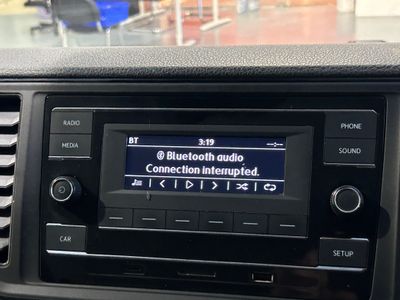 RADIO
MEDIA
CAR
BT 3:19 --:--
Bluetooth audio
Connection interrupted.
PHONE
SOUND
SETUP